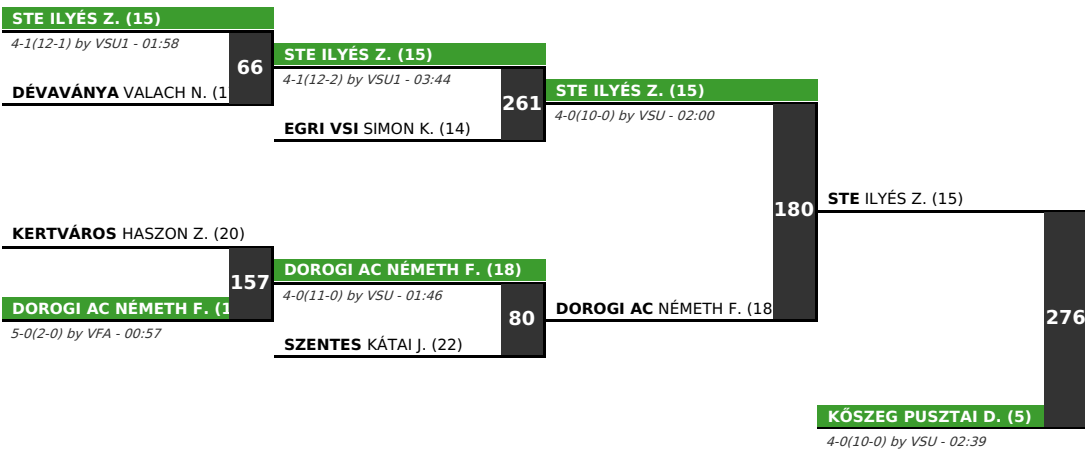 STE ILYÉS Z. (15)
4-1(12-1) by VSU1 - 01:58
66
DÉVAVÁNYA VALACH N. (1
STE ILYÉS Z. (15)
4-1(12-2) by VSU1 - 03:44
261
EGRI VSI SIMON K. (14)
STE ILYÉS Z. (15)
4-0(10-0) by VSU - 02:00
180
STE ILYÉS Z. (15)
KERTVÁROS HASZON Z. (20)
157
DOROGI AC NÉMETH F. (1
5-0(2-0) by VFA - 00:57
DOROGI AC NÉMETH F. (18)
4-0(11-0) by VSU - 01:46
80
SZENTES KÁTAI J. (22)
DOROGI AC NÉMETH F. (18
276
KŐSZEG PUSZTAI D. (5)
4-0(10-0) by VSU - 02:39